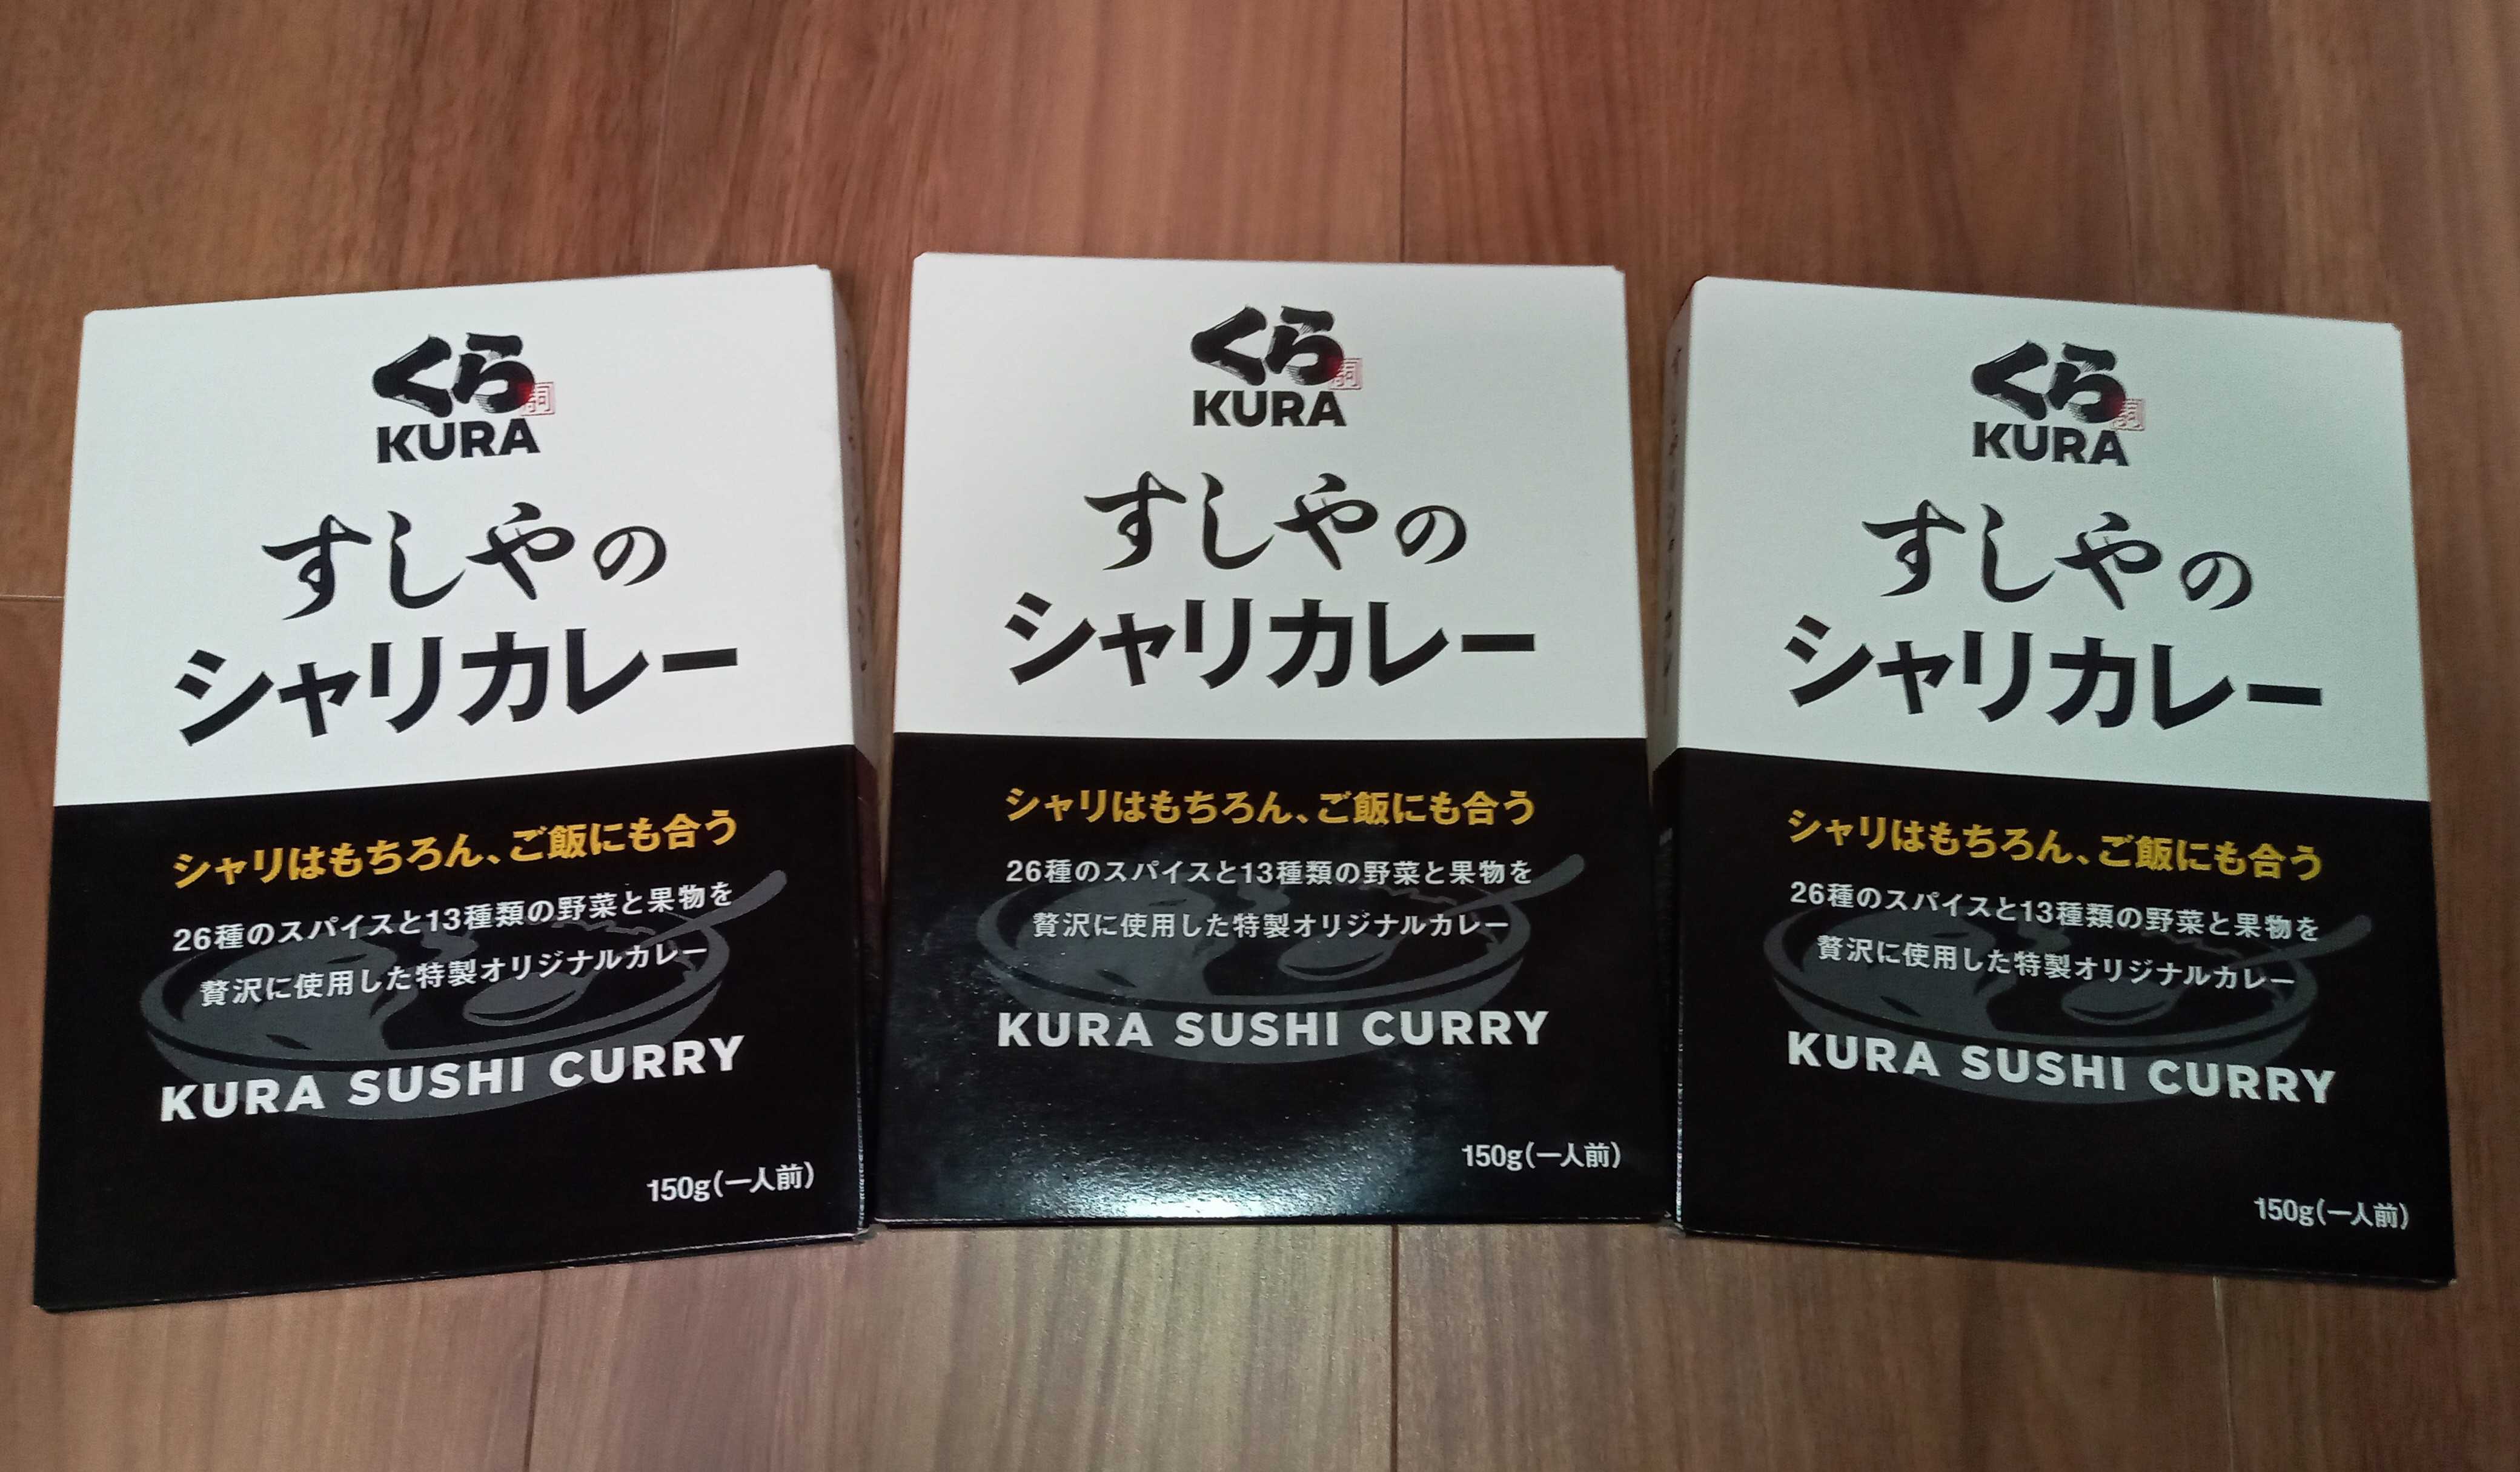 くら
KURA
すしやの
シャリカレー
シャリはもちろん、ご飯にも合う
26種のスパイスと13種類の野菜と果物を
贅沢に使用した特製オリジナルカレー
KURA SUSHI CURRY
150g(一人前)
くら
KURA
すしやの
シャリカレー
シャリはもちろん、ご飯にも合う
26種のスパイスと13種類の野菜と果物を
贅沢に使用した特製オリジナルカレー
KURA SUSHI CURRY
150g(一人前)
くら
KURA
すしやの
シャリカレー
シャリはもちろん、ご飯にも合う
26種のスパイスと13種類の野菜と果物を
贅沢に使用した特製オリジナルカレー
KURA SUSHI CURRY
150g(一人前)